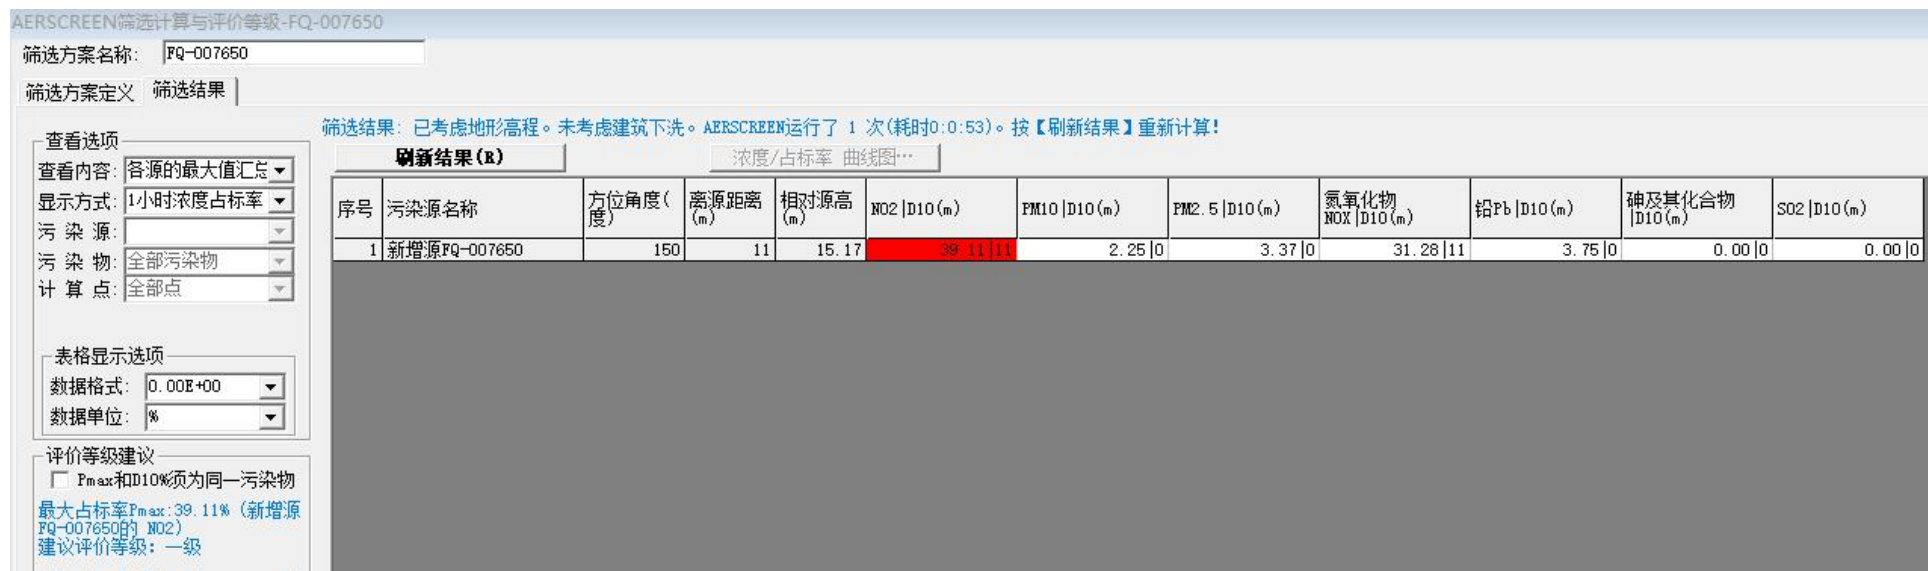 AERSCREEN筛选计算与评价等级-FQ-007650
筛选方案名称: FQ-007650
筛选方案定义 筛选结果
筛选结果: 已考虑地形高程。未考虑建筑下洗。AERSCREEN运行了 1 次(耗时0:0:53)。按【刷新结果】重新计算!
刷新结果(R) 浓度/占标率 曲线图…
查看选项
查看内容: 各源的最大值汇总
显示方式: 1小时浓度占标率
污 染 源:
污 染 物: 全部污染物
计 算 点: 全部点
表格显示选项
数据格式: 0.00E+00
数据单位: %
评价等级建议
Pmax和D10%须为同一污染物
最大占标率Pmax:39.11% (新增源
FQ-007650的 NO2)
建议评价等级: 一级
序号 污染源名称 方位角度(度) 离源距离(m) 相对源高(m) NO2|D10(m) PM10|D10(m) PM2.5|D10(m) 氮氧化物NOX|D10(m) 铅Pb|D10(m) 砷及其化合物|D10(m) SO2|D10(m)
1 新增源FQ-007650 150 11 15.17 39.11|11 2.25|0 3.37|0 31.28|11 3.75|0 0.00|0 0.00|0